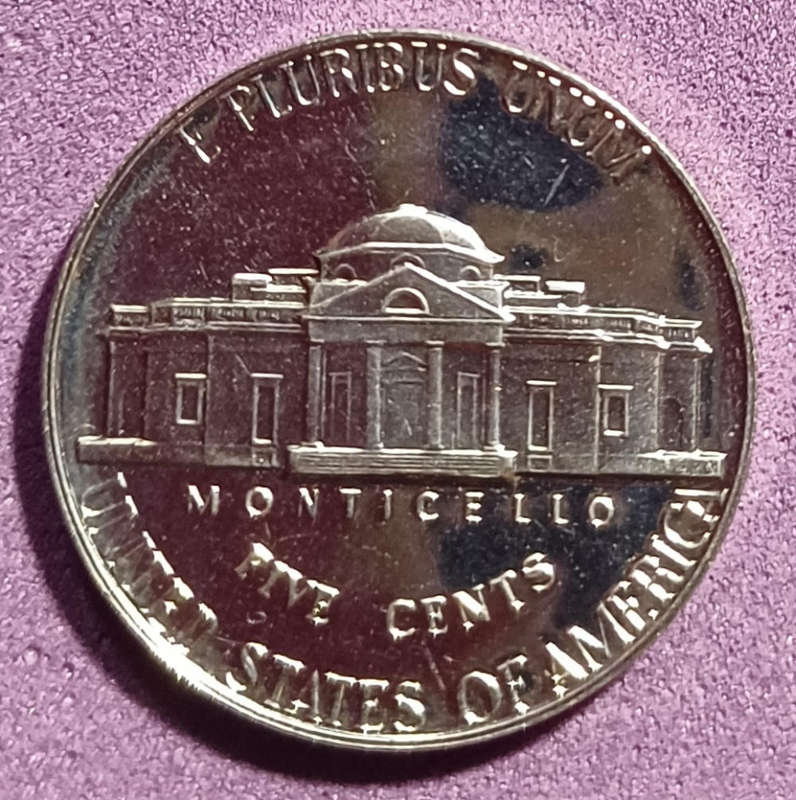 E PLURIBUS UNUM
MONTICELLO
FIVE CENTS
UNITED STATES OF AMERICA